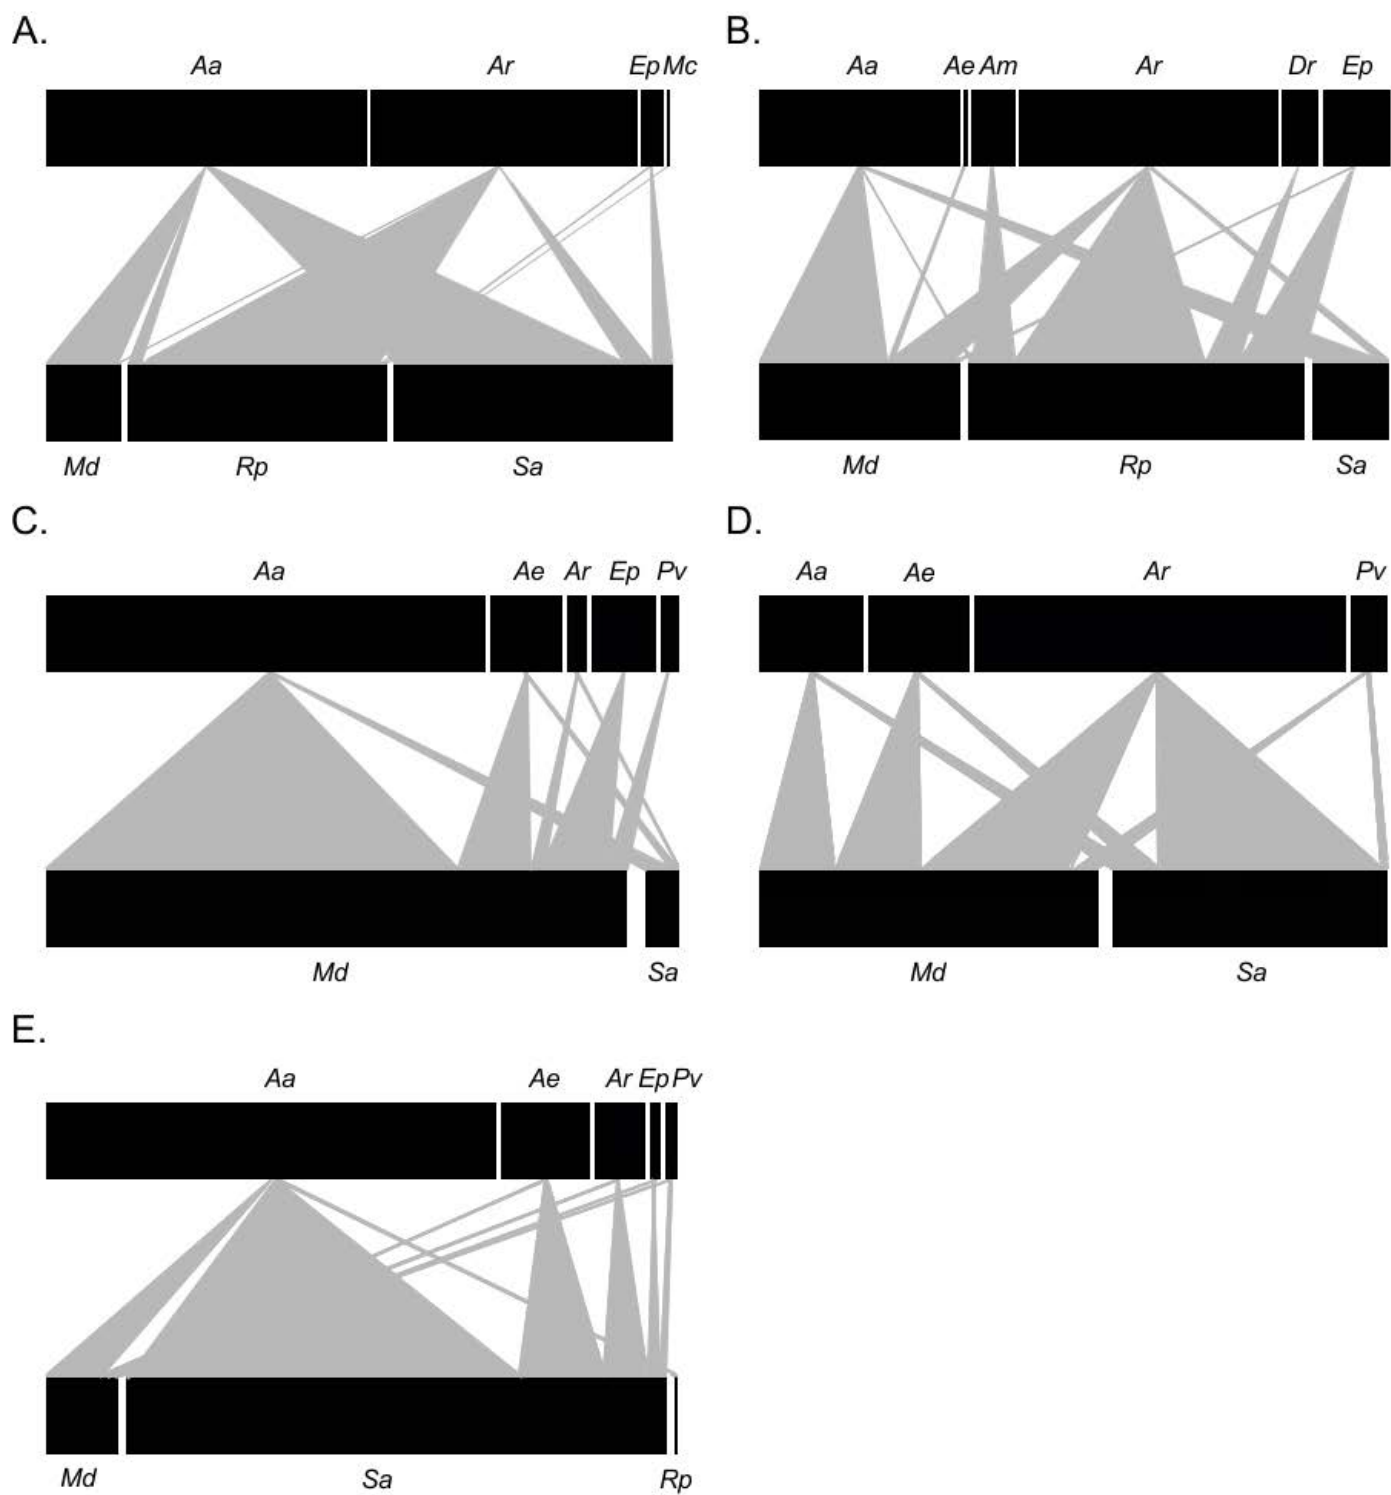 A.
Aa Ar Ep Mc
Md Rp Sa
B.
Aa Ae Am Ar Dr Ep
Md Rp Sa
C.
Aa Ae Ar Ep Pv
Md Sa
D.
Aa Ae Ar Pv
Md Sa
E.
Aa Ae Ar Ep Pv
Md Sa Rp